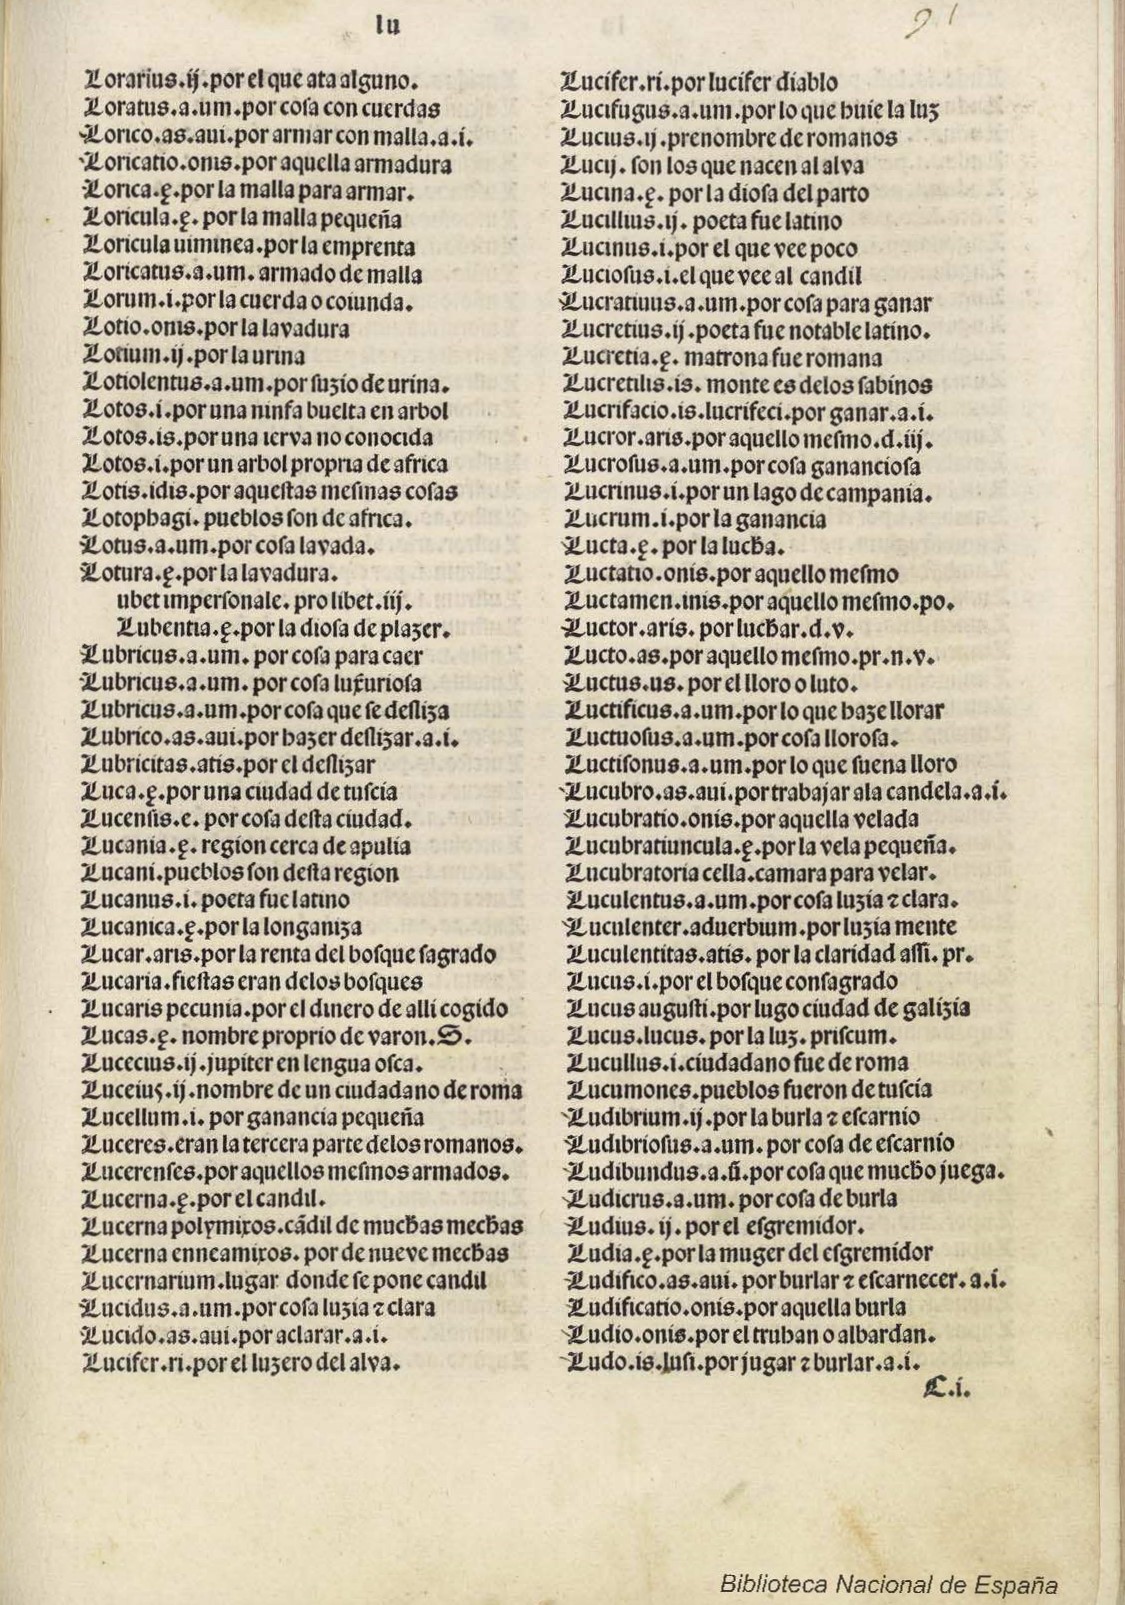 lu
91
Lorarius.ij.por el que ata alguno.
Loratus.a.um.por cosa con cuerdas
Lorico.as.aui.por armar con malla.a.i.
Loricatio.onis.por aquella armadura
Lorica.ę.por la malla para armar.
Loricula.ę.por la malla pequeña
Loricula uiminea.por la emprenta
Loricatus.a.um.armado de malla
Lorum.i.por la cuerda o coiunda.
Lotio.onis.por la lavadura
Lotium.ij.por la urina
Lotiolentus.a.um.por suzio de urina.
Lotos.i.por una ninfa buelta en arbol
Lotos.is.por una ierva no conocida
Lotos.i.por un arbol propria de africa
Lotis.idis.por aquestas mesmas cosas
Lotophagi.pueblos son de africa.
Lotus.a.um.por cosa lavada.
Lotura.ę.por la lavadura.
ubet impersonale.pro libet.iij.
Lubentia.ę.por la diosa de plazer.
Lubricus.a.um.por cosa para caer
Lubricus.a.um.por cosa luxuriosa
Lubricus.a.um.por cosa que se desliza
Lubrico.as.aui.por hazer deslizar.a.i.
Lubricitas.atis.por el deslizar
Luca.ę.por una ciudad de tuscia
Lucensis.e.por cosa desta ciudad.
Lucania.ę.region cerca de apulia
Lucani.pueblos son desta region
Lucanus.i.poeta fue latino
Lucanica.ę.por la longaniza
Lucar.aris.por la renta del bosque sagrado
Lucaria.fiestas eran delos bosques
Lucaris pecunia.por el dinero de alli cogido
Lucas.ę.nombre proprio de varon.S.
Lucecius.ij.jupiter en lengua osca.
Luceius.ij.nombre de un ciudadano de roma
Lucellum.i.por ganancia pequeña
Luceres.eran la tercera parte delos romanos.
Lucerenses.por aquellos mesmos armados.
Lucerna.ę.por el candil.
Lucerna polymixos.cãdil de muchas mechas
Lucerna enneamixos.por de nueve mechas
Lucernarium.lugar donde se pone candil
Lucidus.a.um.por cosa luzia ⁊ clara
Lucido.as.aui.por aclarar.a.i.
Lucifer.ri.por el luzero del alva.
Lucifer.ri.por lucifer diablo
Lucifugus.a.um.por lo que huie la luz
Lucius.ij.prenombre de romanos
Lucij.son los que nacen al alva
Lucina.ę.por la diosa del parto
Lucillius.ij.poeta fue latino
Lucinus.i.por el que vee poco
Luciosus.i.el que vee al candil
Lucratiuus.a.um.por cosa para ganar
Lucretius.ij.poeta fue notable latino.
Lucretia.ę.matrona fue romana
Lucretilis.is.monte es delos sabinos
Lucrifacio.is.lucrifeci.por ganar.a.i.
Lucror.aris.por aquello mesmo.d.iij.
Lucrosus.a.um.por cosa gananciosa
Lucrinus.i.por un lago de campania.
Lucrum.i.por la ganancia
Lucta.ę.por la lucha.
Luctatio.onis.por aquello mesmo
Luctamen.inis.por aquello mesmo.po.
Luctor.aris.por luchar.d.v.
Lucto.as.por aquello mesmo.pr.n.v.
Luctus.us.por el lloro o luto.
Luctificus.a.um.por lo que haze llorar
Luctuosus.a.um.por cosa llorosa.
Luctisonus.a.um.por lo que suena lloro
Lucubro.as.aui.por trabajar ala candela.a.i.
Lucubratio.onis.por aquella velada
Lucubratiuncula.ę.por la vela pequeña.
Lucubratoria cella.camara para velar.
Luculentus.a.um.por cosa luzia ⁊ clara.
Luculenter.aduerbium.por luzia mente
Luculentitas.atis.por la claridad assi.pr.
Lucus.i.por el bosque consagrado
Lucus augusti.por lugo ciudad de galizia
Lucus.lucus.por la luz.priscum.
Lucullus.i.ciudadano fue de roma
Lucumones.pueblos fueron de tuscia
Ludibrium.ij.por la burla ⁊ escarnio
Ludibriosus.a.um.por cosa de escarnio
Ludibundus.a.ũ.por cosa que mucho juega.
Ludicrus.a.um.por cosa de burla
Ludius.ij.por el esgremidor.
Ludia.ę.por la muger del esgremidor
Ludifico.as.aui.por burlar ⁊ escarnecer.a.i.
Ludificatio.onis.por aquella burla
Ludio.onis.por el truhan o albardan.
Ludo.is.lusi.por jugar ⁊ burlar.a.i.
L.i.
Biblioteca Nacional de España